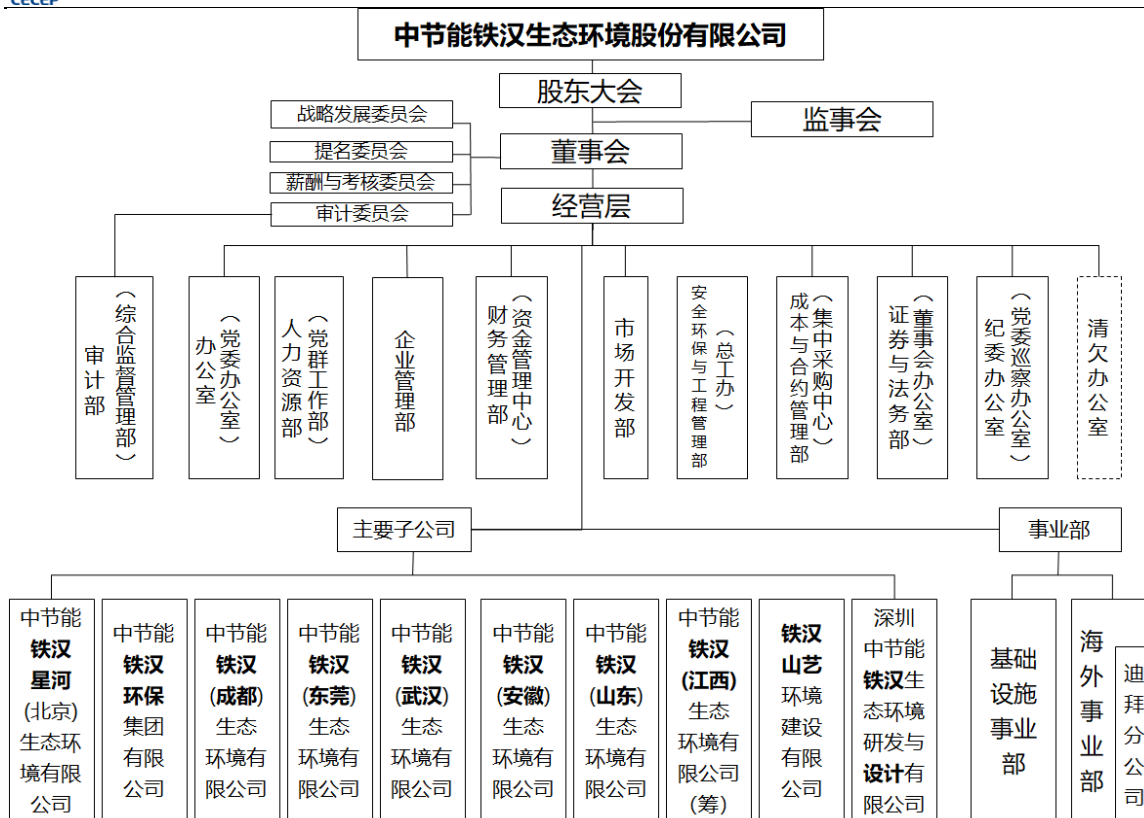 CECEP
中节能铁汉生态环境股份有限公司
股东大会
战略发展委员会
监事会
提名委员会
董事会
薪酬与考核委员会
经营层
审计委员会
审计部
（综合监督管理部）
办公室
（党委办公室）
人力资源部
（党群工作部）
企业管理部
财务管理部
（资金管理中心）
市场开发部
安全环保与工程管理部
（总工办）
成本与合约管理部
（集中采购中心）
证券与法务部
（董事会办公室）
纪委办公室
（党委巡察办公室）
清欠办公室
主要子公司
事业部
中节能
铁汉
星河
(北京)
生态环
境有限
公司
中节能
铁汉
环保
集团
有限
公司
中节能
铁汉
(成都)
生态
环境有
限公司
中节能
铁汉
(东莞)
生态
环境有
限公司
中节能
铁汉
(武汉)
生态
环境有
限公司
中节能
铁汉
(安徽)
生态
环境有
限公司
中节能
铁汉
(山东)
生态
环境有
限公司
中节能
铁汉
(江西)
生态
环境有
限公司
（筹）
铁汉
山艺
环境
建设
有限
公司
深圳
中节能
铁汉生
态环境
研发与
设计有
限公司
基础
设施
事业
部
海外事业部
迪拜分公司